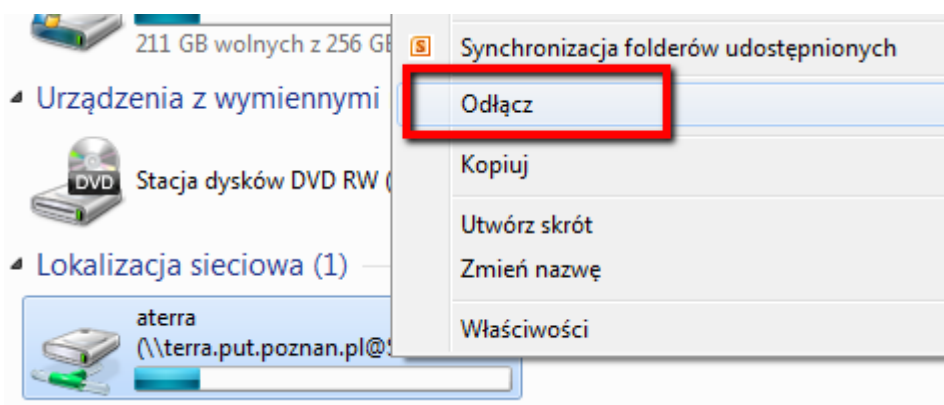 211 GB wolnych z 256 GB
Synchronizacja folderów udostępnionych
Urządzenia z wymiennymi
Odłącz
DVD
Stacja dysków DVD RW (
Kopiuj
Utwórz skrót
Lokalizacja sieciowa (1)
Zmień nazwę
aterra
(\\terra.put.poznan.pl@
Właściwości